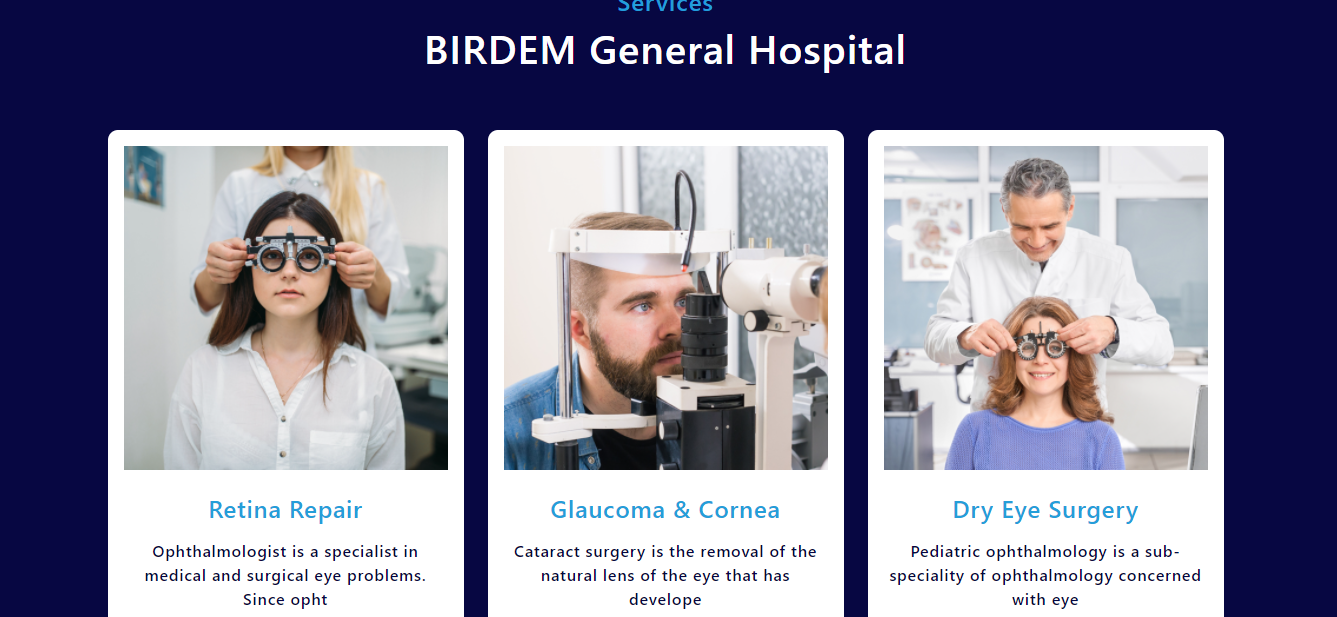 Services
BIRDEM General Hospital
Retina Repair
Ophthalmologist is a specialist in
medical and surgical eye problems.
Since opht
Glaucoma & Cornea
Cataract surgery is the removal of the
natural lens of the eye that has
develope
Dry Eye Surgery
Pediatric ophthalmology is a sub-
speciality of ophthalmology concerned
with eye